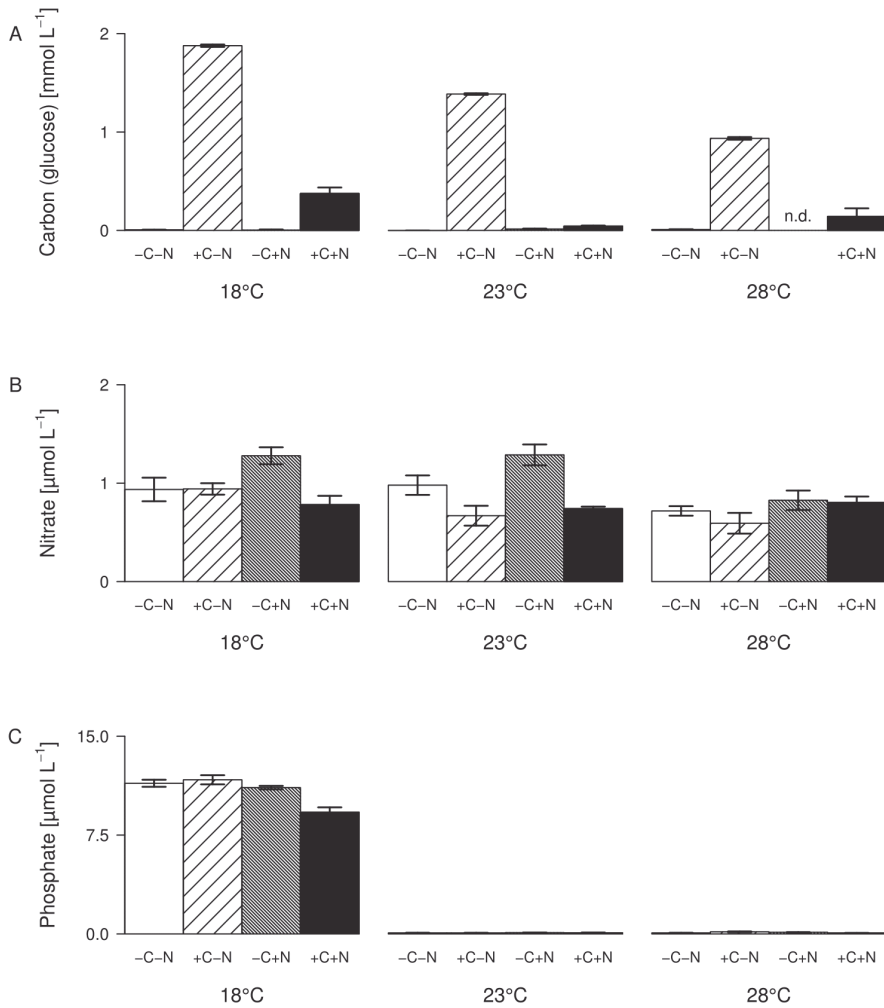 A
Carbon (glucose) [mmol L⁻¹]
2
1
0
n.d.
−C−N +C−N −C+N +C+N −C−N +C−N −C+N +C+N −C−N +C−N +C+N
18°C 23°C 28°C
B
Nitrate [µmol L⁻¹]
2
1
0
−C−N +C−N −C+N +C+N −C−N +C−N −C+N +C+N −C−N +C−N −C+N +C+N
18°C 23°C 28°C
C
Phosphate [µmol L⁻¹]
15.0
7.5
0.0
−C−N +C−N −C+N +C+N −C−N +C−N −C+N +C+N −C−N +C−N −C+N +C+N
18°C 23°C 28°C